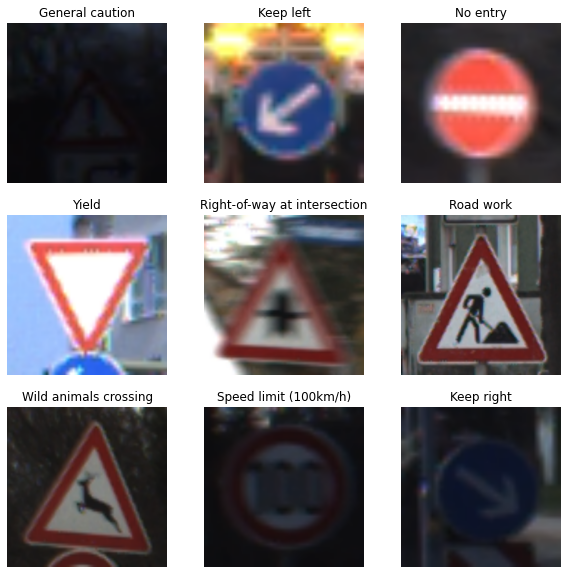 General caution
Keep left
No entry
Yield
Right-of-way at intersection
Road work
Wild animals crossing
Speed limit (100km/h)
Keep right